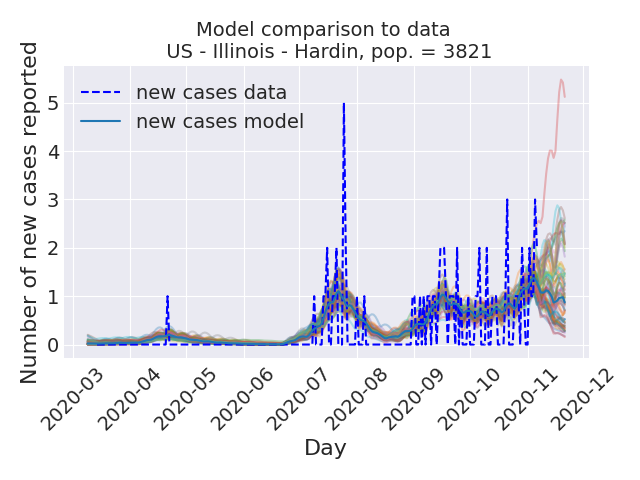 Model comparison to data
US - Illinois - Hardin, pop. = 3821
Number of new cases reported
5
4
3
2
1
0
new cases data
new cases model
2020-03
2020-04
2020-05
2020-06
2020-07
2020-08
2020-09
2020-10
2020-11
2020-12
Day